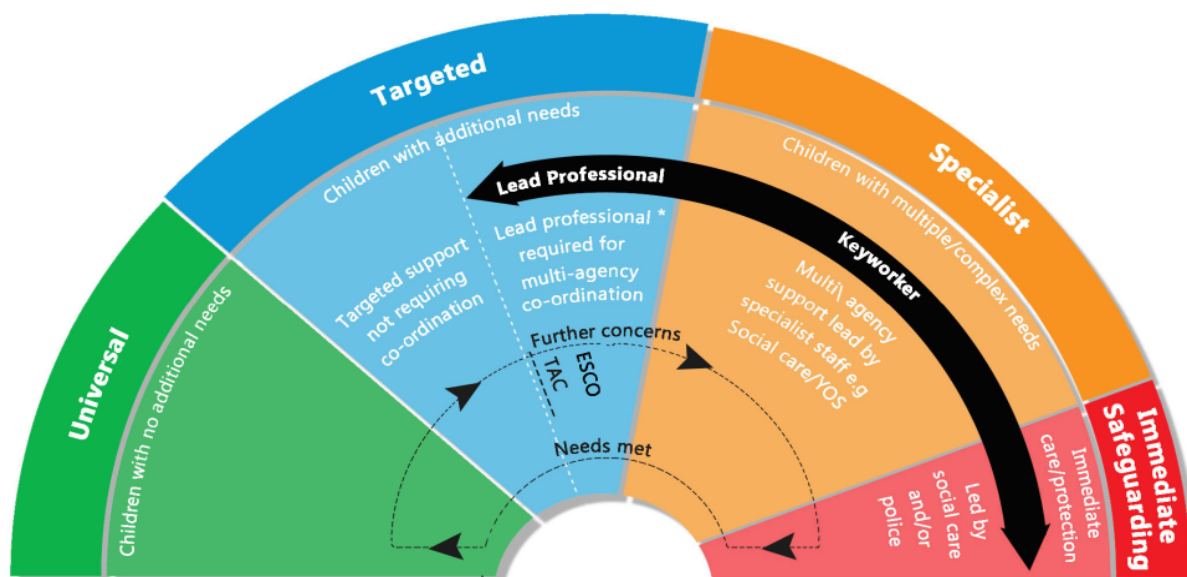 Universal
Children with no additional needs
Targeted
Children with additional needs
Targeted support
not requiring
co-ordination
Lead Professional
Lead professional *
required for
multi-agency
co-ordination
Further concerns
TAC
ESCO
Needs met
Specialist
Children with multiple/complex needs
Keyworker
Multi\ agency
support lead by
specialist staff e.g
Social care/YOS
Immediate
Safeguarding
Immediate
care/protection
Led by
social care
and/or
police